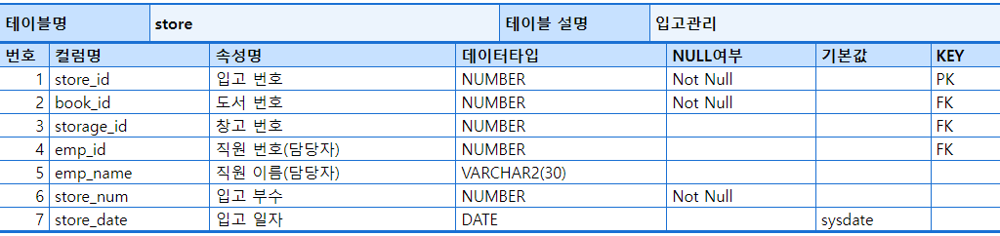 테이블명 store 테이블 설명 입고관리
번호 컬럼명 속성명 데이터타입 NULL여부 기본값 KEY
1 store_id 입고 번호 NUMBER Not Null PK
2 book_id 도서 번호 NUMBER Not Null FK
3 storage_id 창고 번호 NUMBER FK
4 emp_id 직원 번호(담당자) NUMBER FK
5 emp_name 직원 이름(담당자) VARCHAR2(30)
6 store_num 입고 부수 NUMBER Not Null
7 store_date 입고 일자 DATE sysdate